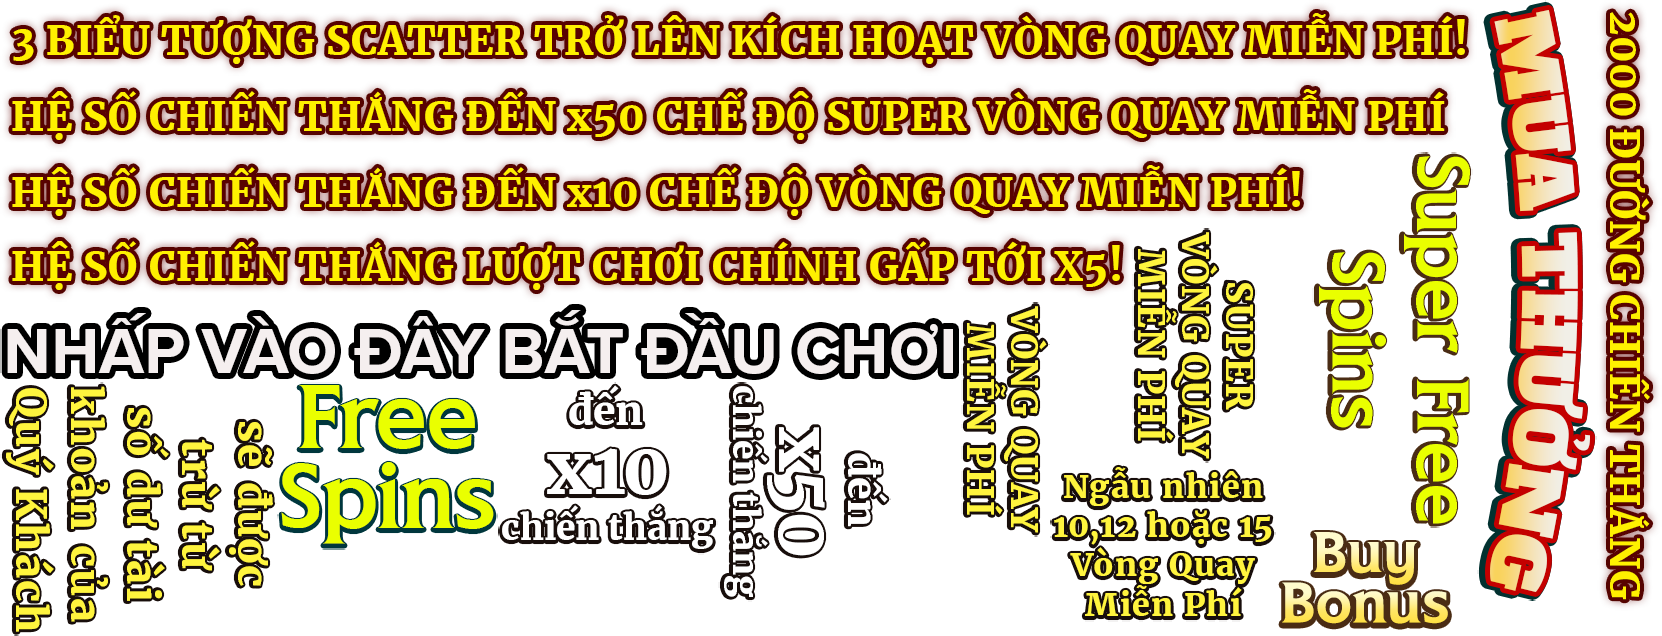 3 BIỂU TƯỢNG SCATTER TRỞ LÊN KÍCH HOẠT VÒNG QUAY MIỄN PHÍ!
HỆ SỐ CHIẾN THẮNG ĐẾN x50 CHẾ ĐỘ SUPER VÒNG QUAY MIỄN PHÍ
HỆ SỐ CHIẾN THẮNG ĐẾN x10 CHẾ ĐỘ VÒNG QUAY MIỄN PHÍ!
HỆ SỐ CHIẾN THẮNG LƯỢT CHƠI CHÍNH GẤP TỚI X5!
NHẤP VÀO ĐÂY BẮT ĐẦU CHƠI
sẽ được
trừ từ
số dư tài
khoản của
Quý Khách
Free
Spins
đến
x10
chiến thắng
đến
x50
chiến thắng
VÒNG QUAY
MIỄN PHÍ
SUPER
VÒNG QUAY
MIỄN PHÍ
Ngẫu nhiên
10,12 hoặc 15
Vòng Quay
Miễn Phí
Super Free
Spins
Buy
Bonus
MUA THƯỞNG
2000 ĐƯỜNG CHIẾN THẮNG